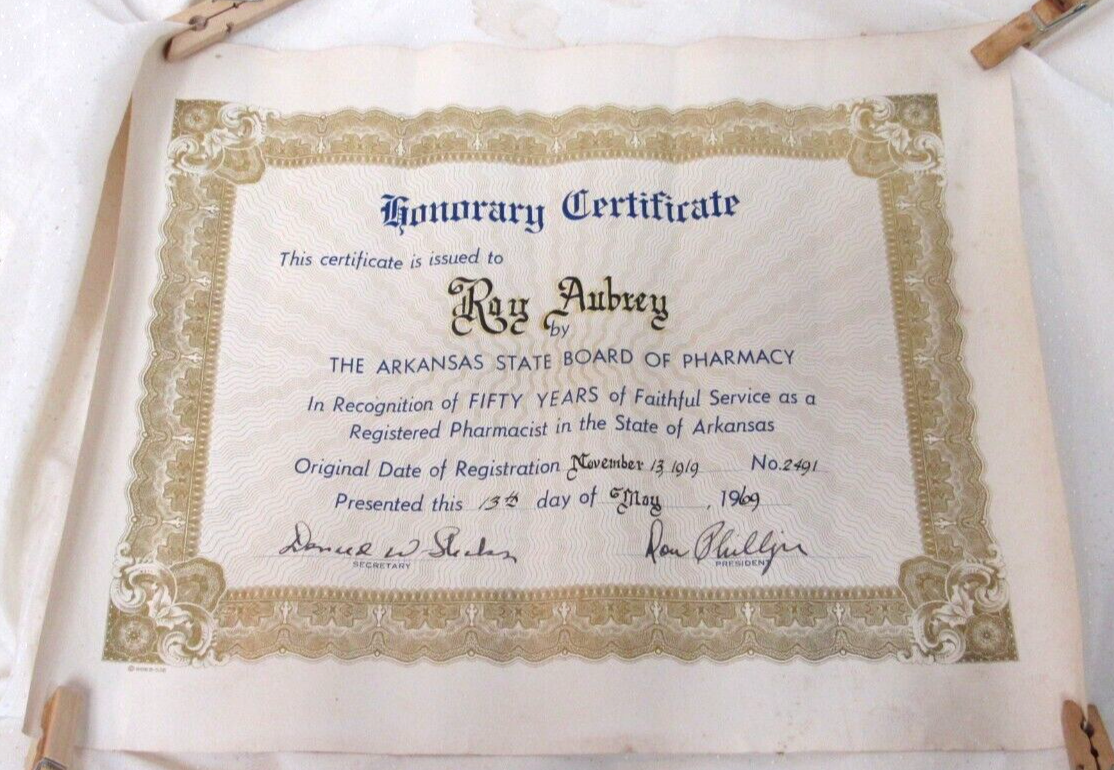 Honorary Certificate
This certificate is issued to
Roy Aubrey
by
THE ARKANSAS STATE BOARD OF PHARMACY
In Recognition of FIFTY YEARS of Faithful Service as a
Registered Pharmacist in the State of Arkansas
Original Date of Registration November 13 1919 No. 2491
Presented this 13th day of May, 1969
Donald W
Phillips
SECRETARY
PRESIDENT